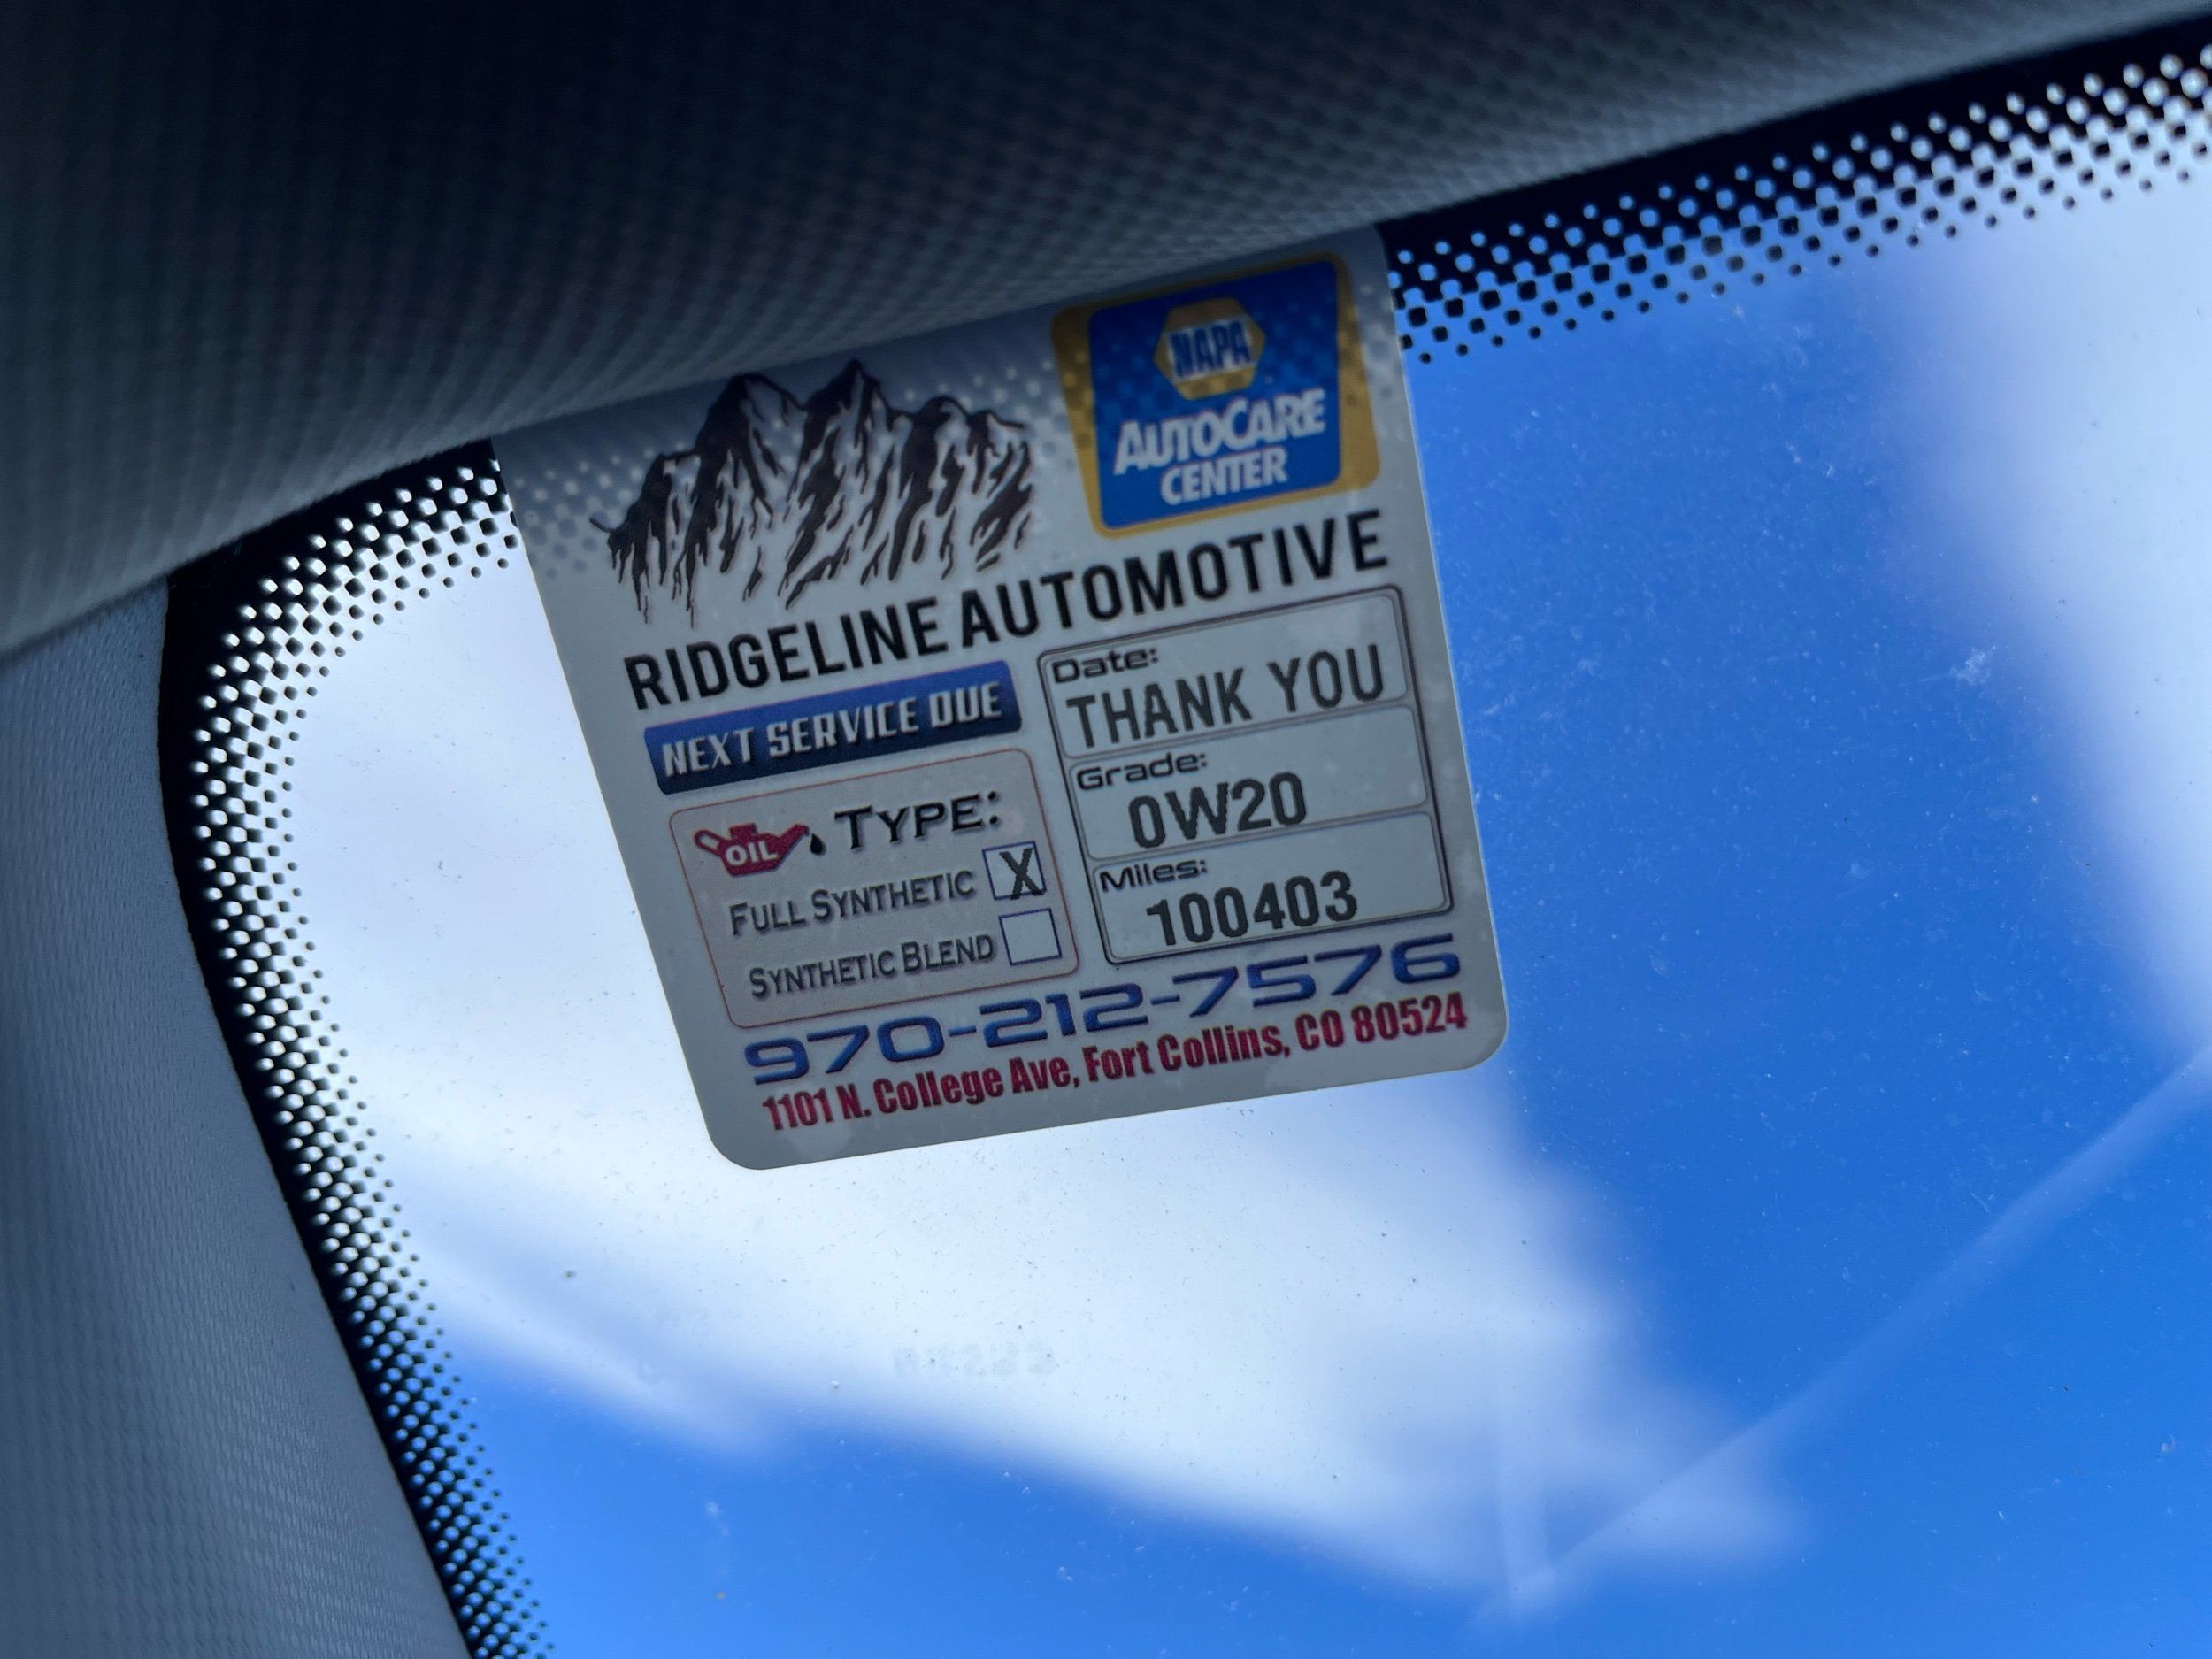 NAPA
AUTOCARE
CENTER
RIDGELINE AUTOMOTIVE
NEXT SERVICE DUE
OIL TYPE:
FULL SYNTHETIC X
SYNTHETIC BLEND
Date:
THANK YOU
Grade:
0W20
Miles:
100403
970-212-7576
1101 N. College Ave, Fort Collins, CO 80524